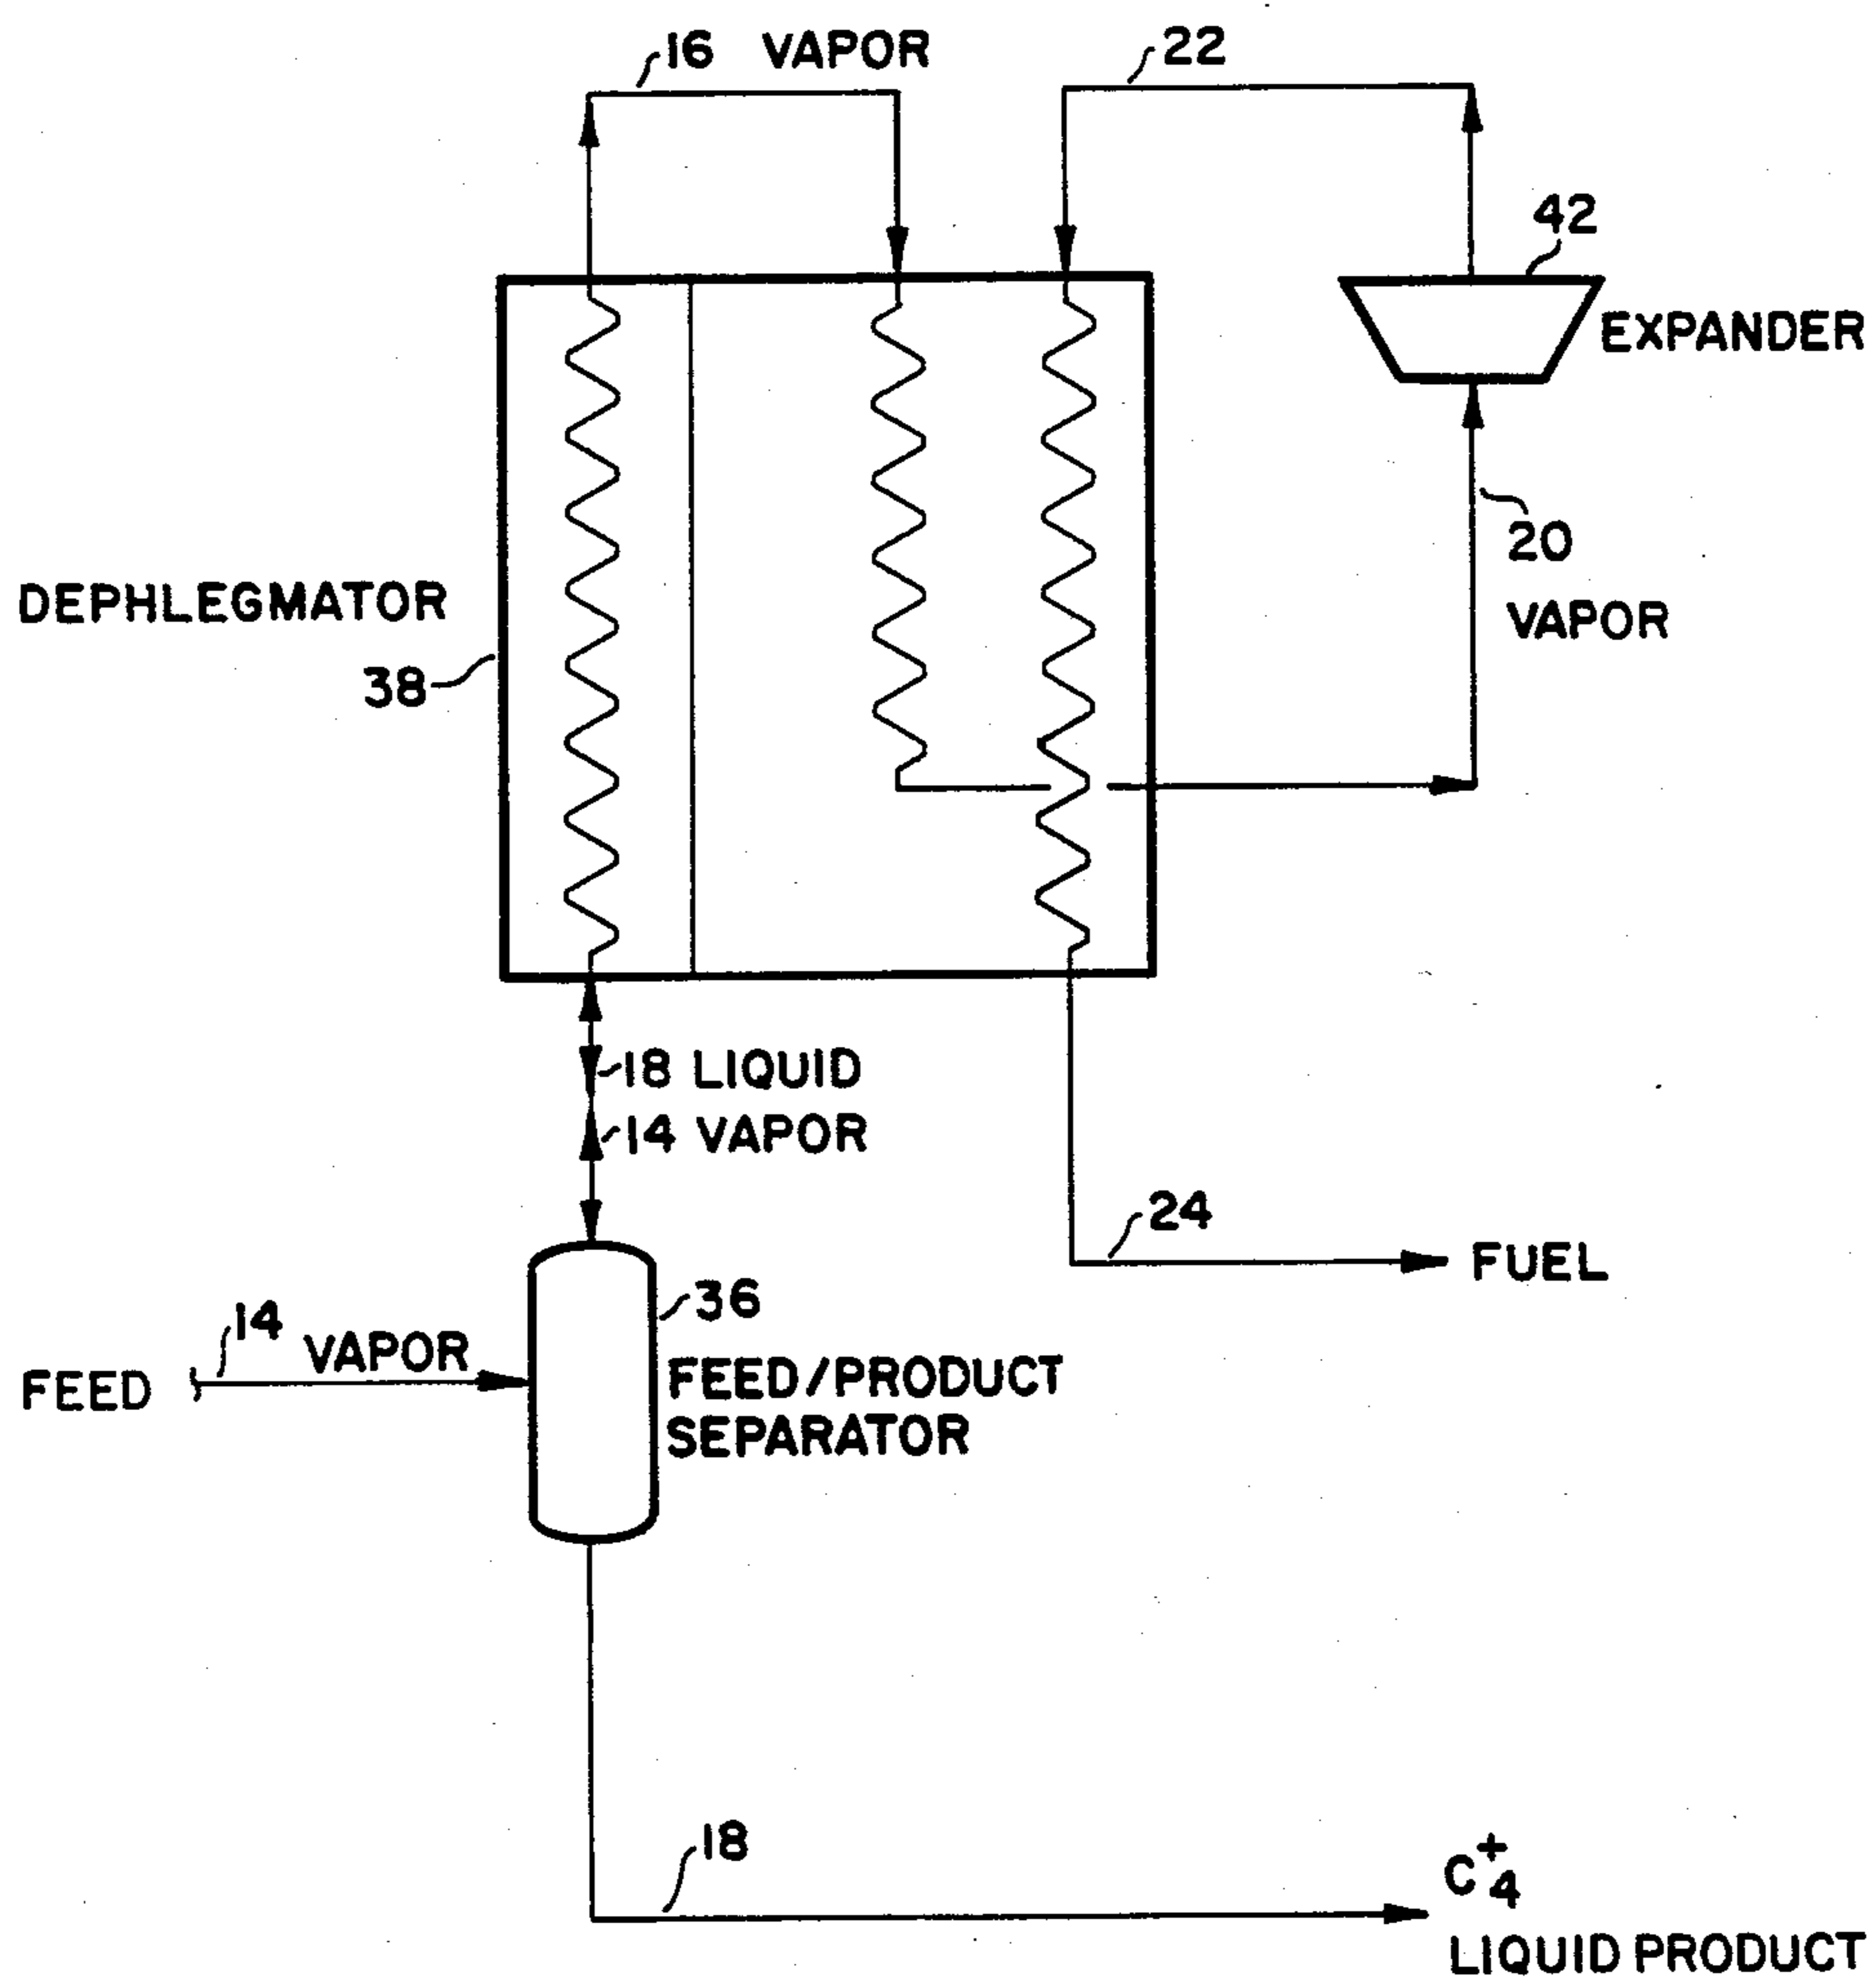 16 VAPOR
22
42
EXPANDER
20
VAPOR
DEPHLEGMATOR
38
18 LIQUID
14 VAPOR
24
FUEL
36
14 VAPOR
FEED
FEED/PRODUCT
SEPARATOR
18
C4+
LIQUID PRODUCT